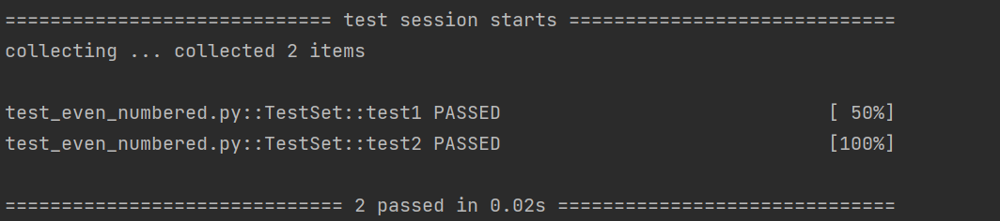 ============================= test session starts =============================
collecting ... collected 2 items
test_even_numbered.py::TestSet::test1 PASSED                             [ 50%]
test_even_numbered.py::TestSet::test2 PASSED                             [100%]
============================== 2 passed in 0.02s ==============================